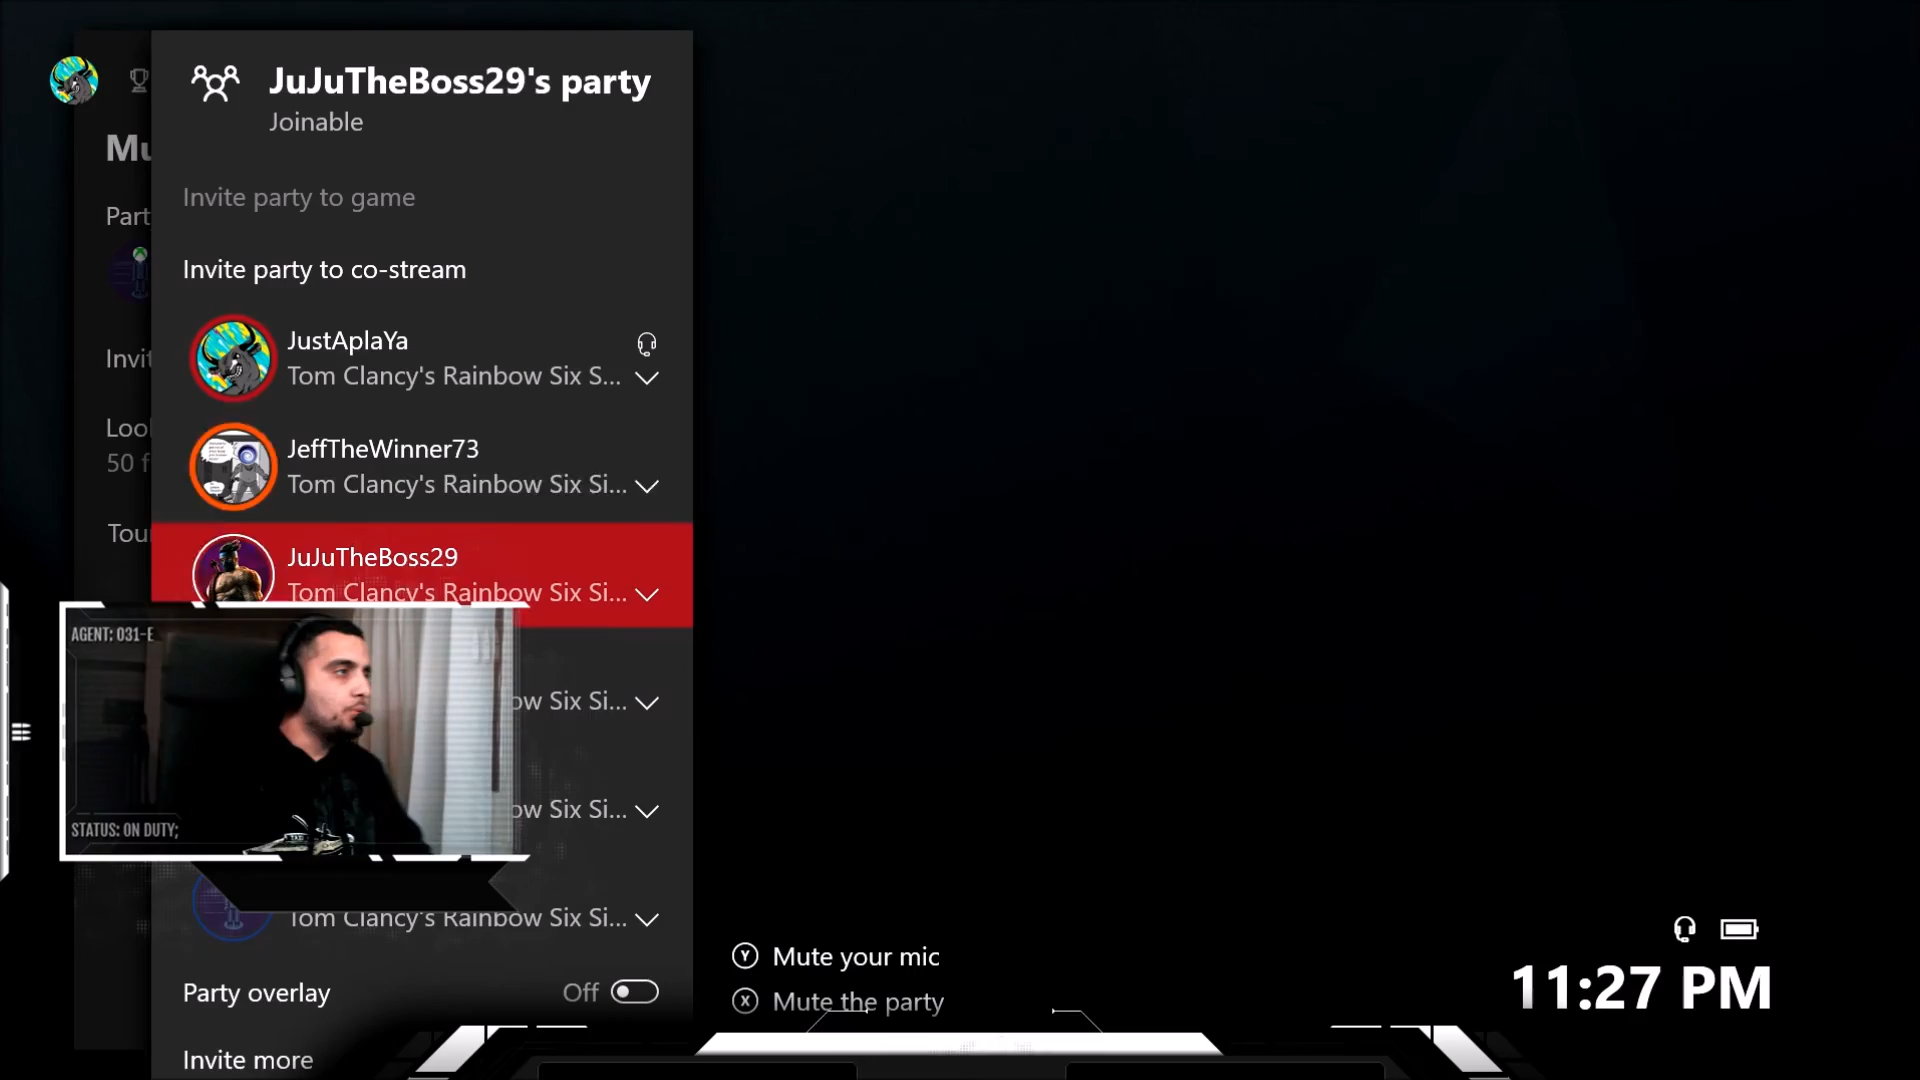 JuJuTheBoss29's party
Joinable
Mu
Invite party to game
Part
Invite party to co-stream
JustAplaYa
Tom Clancy's Rainbow Six S...
Invit
Loo
50 f
JeffTheWinner73
Tom Clancy's Rainbow Six Si...
Tour
JuJuTheBoss29
Tom Clancy's Rainbow Six Si...
AGENT: 031-E
ow Six Si...
ow Six Si...
STATUS: ON DUTY;
Tom Clancy's Rainbow Six Si...
Y Mute your mic
X Mute the party
11:27 PM
Party overlay Off
Invite more